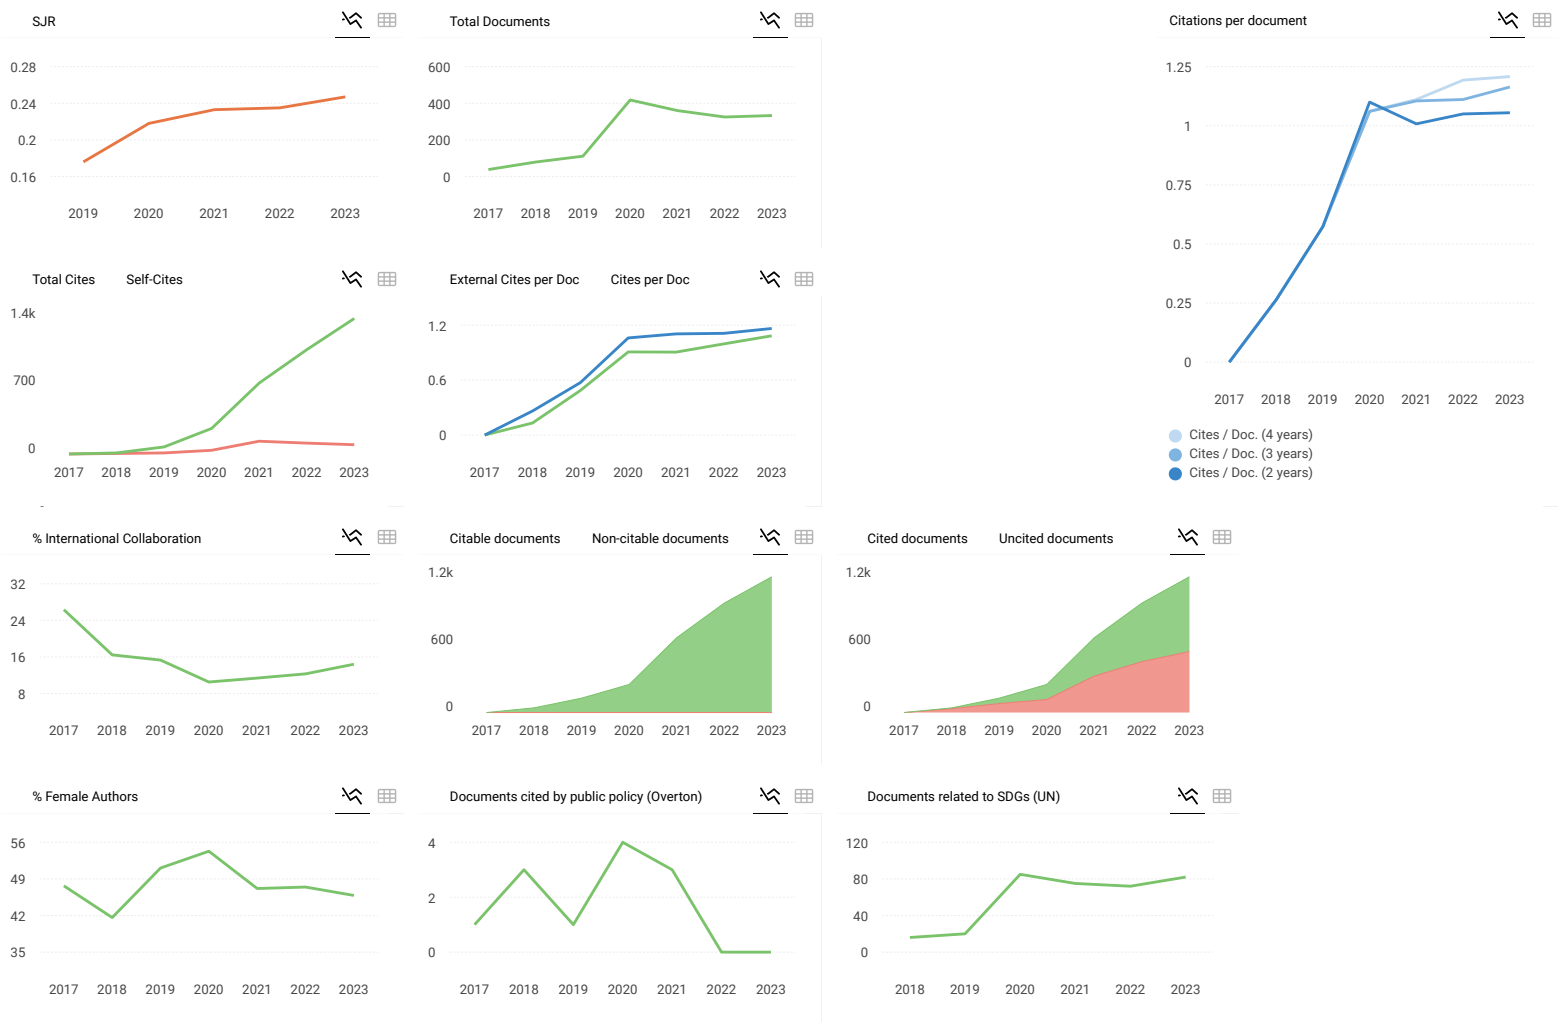 SJR
0.28
0.24
0.2
0.16
2019 2020 2021 2022 2023
Total Documents
600
400
200
0
2017 2018 2019 2020 2021 2022 2023
Citations per document
1.25
1
0.75
0.5
0.25
0
2017 2018 2019 2020 2021 2022 2023
Cites / Doc. (4 years)
Cites / Doc. (3 years)
Cites / Doc. (2 years)
Total Cites Self-Cites
1.4k
700
0
2017 2018 2019 2020 2021 2022 2023
External Cites per Doc Cites per Doc
1.2
0.6
0
2017 2018 2019 2020 2021 2022 2023
% International Collaboration
32
24
16
8
2017 2018 2019 2020 2021 2022 2023
Citable documents Non-citable documents
1.2k
600
0
2017 2018 2019 2020 2021 2022 2023
Cited documents Uncited documents
1.2k
600
0
2017 2018 2019 2020 2021 2022 2023
% Female Authors
56
49
42
35
2017 2018 2019 2020 2021 2022 2023
Documents cited by public policy (Overton)
4
2
0
2017 2018 2019 2020 2021 2022 2023
Documents related to SDGs (UN)
120
80
40
0
2018 2019 2020 2021 2022 2023